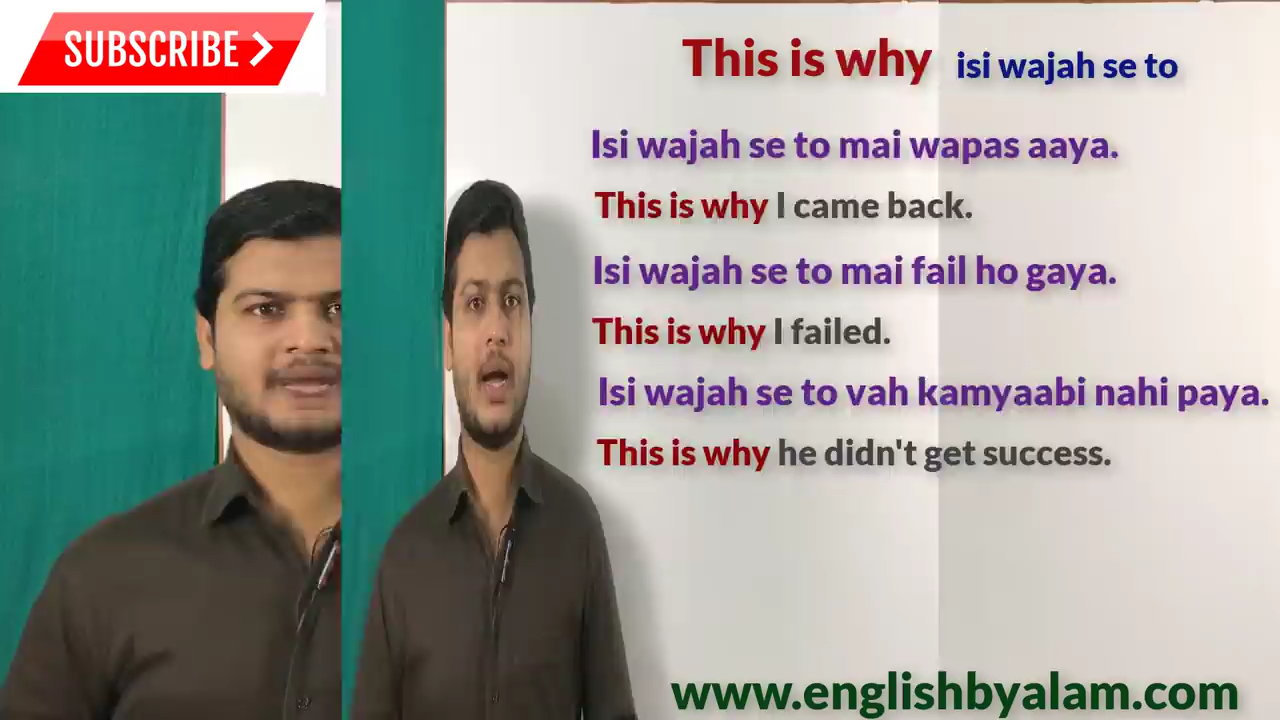 SUBSCRIBE
This is why isi wajah se to
Isi wajah se to mai wapas aaya.
This is why I came back.
Isi wajah se to mai fail ho gaya.
This is why I failed.
Isi wajah se to vah kamyaabi nahi paya.
This is why he didn't get success.
www.englishbyalam.com